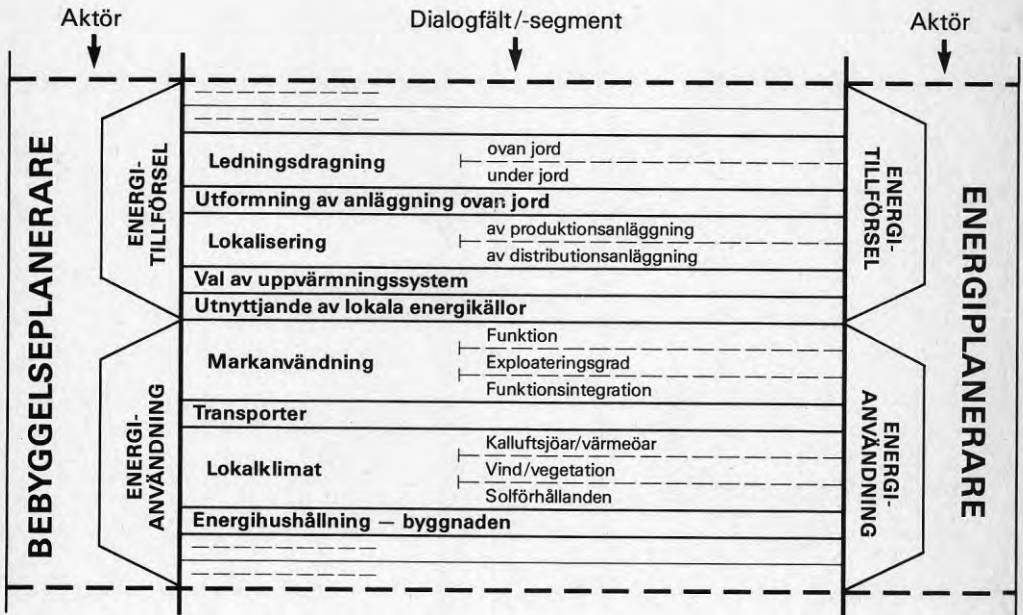 Aktör
Dialogfält/-segment
Aktör
BEBYGGELSEPLANERARE
ENERGI-
TILLFÖRSEL
ENERGI-
ANVÄNDNING
Ledningsdragning
ovan jord
under jord
Utformning av anläggning ovan jord
Lokalisering
av produktionsanläggning
av distributionsanläggning
Val av uppvärmningssystem
Utnyttjande av lokala energikällor
Markanvändning
Funktion
Exploateringsgrad
Funktionsintegration
Transporter
Lokalklimat
Kalluftsjöar/värmeöar
Vind/vegetation
Solförhållanden
Energihushållning — byggnaden
ENERGI-
TILLFÖRSEL
ENERGI-
ANVÄNDNING
ENERGIPLANERARE